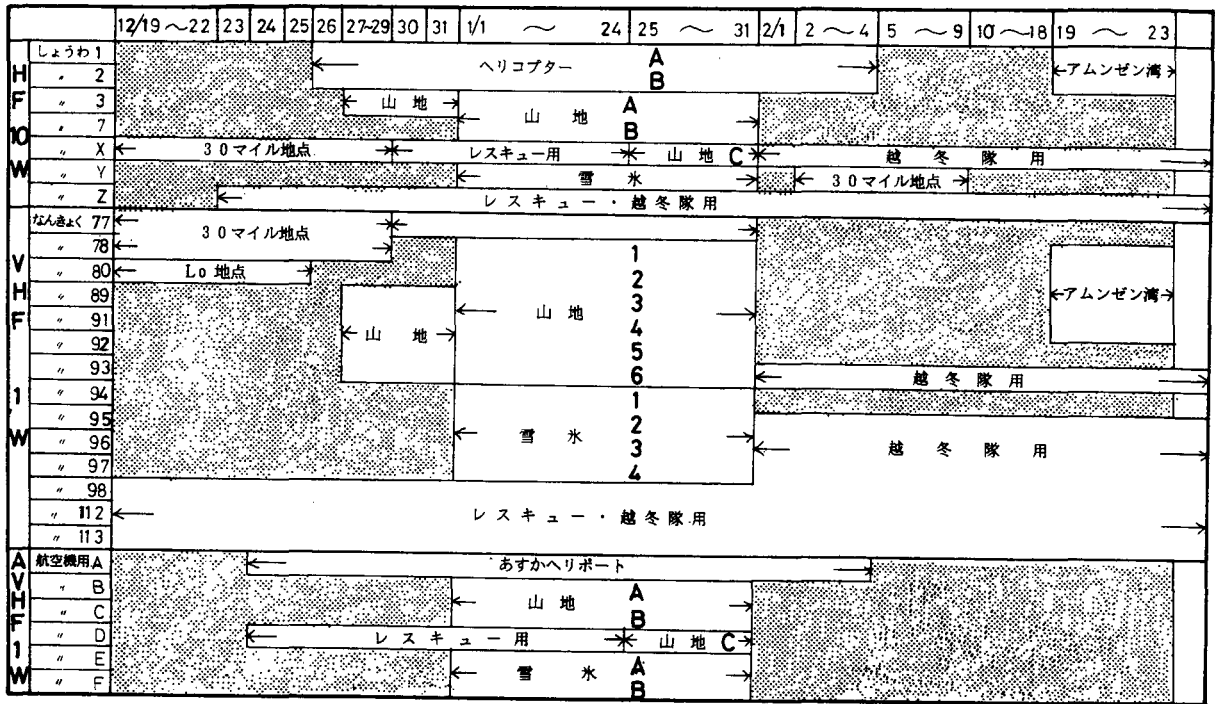 12/19～22 23 24 25 26 27-29 30 31 1/1 ～ 24 25 ～ 31 2/1 2～4 5 ～ 9 10～18 19 ～ 23
HF 10W
しょうわ 1
ヘリコプター A B
←アムンゼン湾→
〃 2
〃 3
山地
山地 A B
〃 7
〃 X
30マイル地点
レスキュー用
山地 C
越冬隊用
〃 Y
雪氷
30マイル地点
〃 Z
レスキュー・越冬隊用
VHF 1W
なんきょく 77
30マイル地点
〃 78
〃 80
L0 地点
〃 89
〃 91
〃 92
〃 93
山地
山地 1 2 3 4 5 6
←アムンゼン湾→
越冬隊用
〃 94
〃 95
〃 96
〃 97
雪氷 1 2 3 4
越冬隊用
〃 98
〃 112
〃 113
レスキュー・越冬隊用
AVHF 1W
航空機用 A
あすかヘリポート
〃 B
〃 C
山地 A B
〃 D
レスキュー用
山地 C
〃 E
〃 F
雪氷 A B